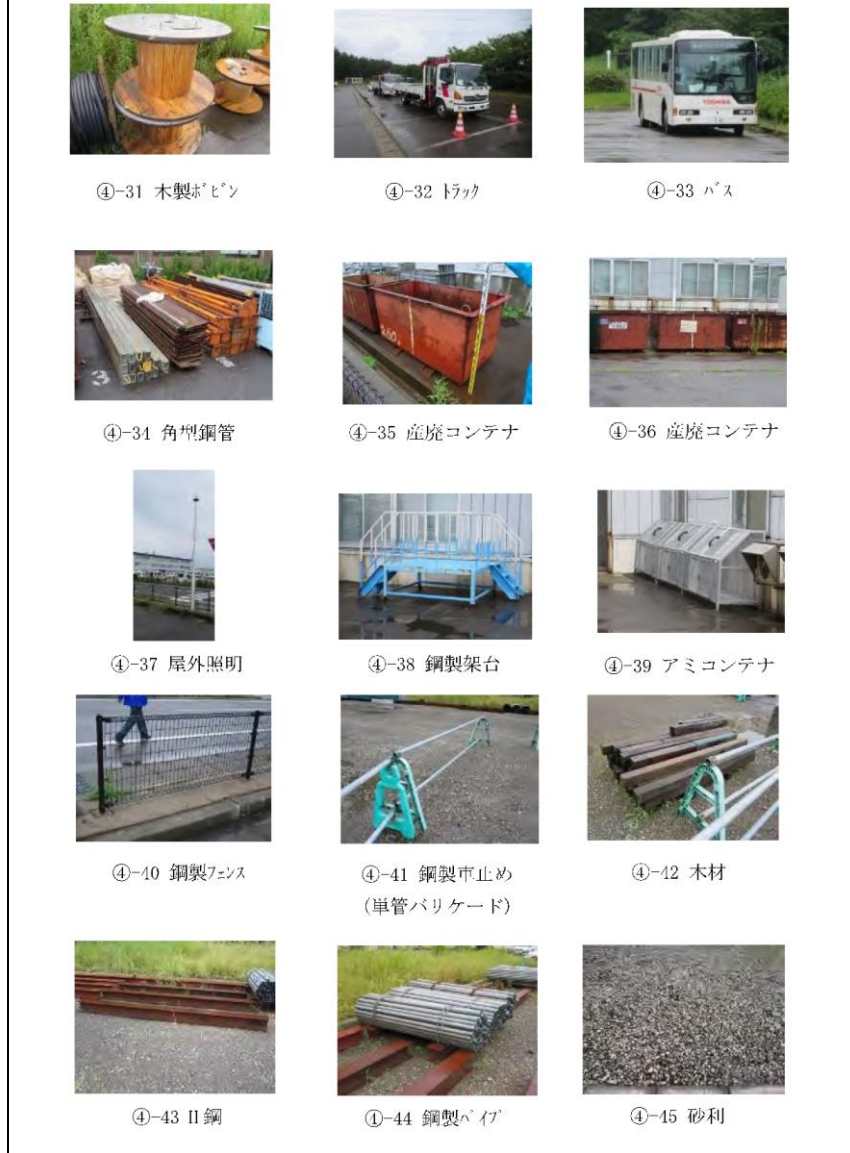 ④-31 木製ﾎﾞﾋﾞﾝ
④-32 ﾄﾗｯｸ
④-33 ﾊﾞｽ
TOSHIBA
④-34 角型鋼管
④-35 産廃コンテナ
④-36 産廃コンテナ
3
260
④-37 屋外照明
④-38 鋼製架台
④-39 アミコンテナ
④-40 鋼製ﾌｪﾝｽ
④-41 鋼製車止め
(単管バリケード)
④-42 木材
④-43 H鋼
④-44 鋼製ﾊﾟｲﾌﾟ
④-45 砂利